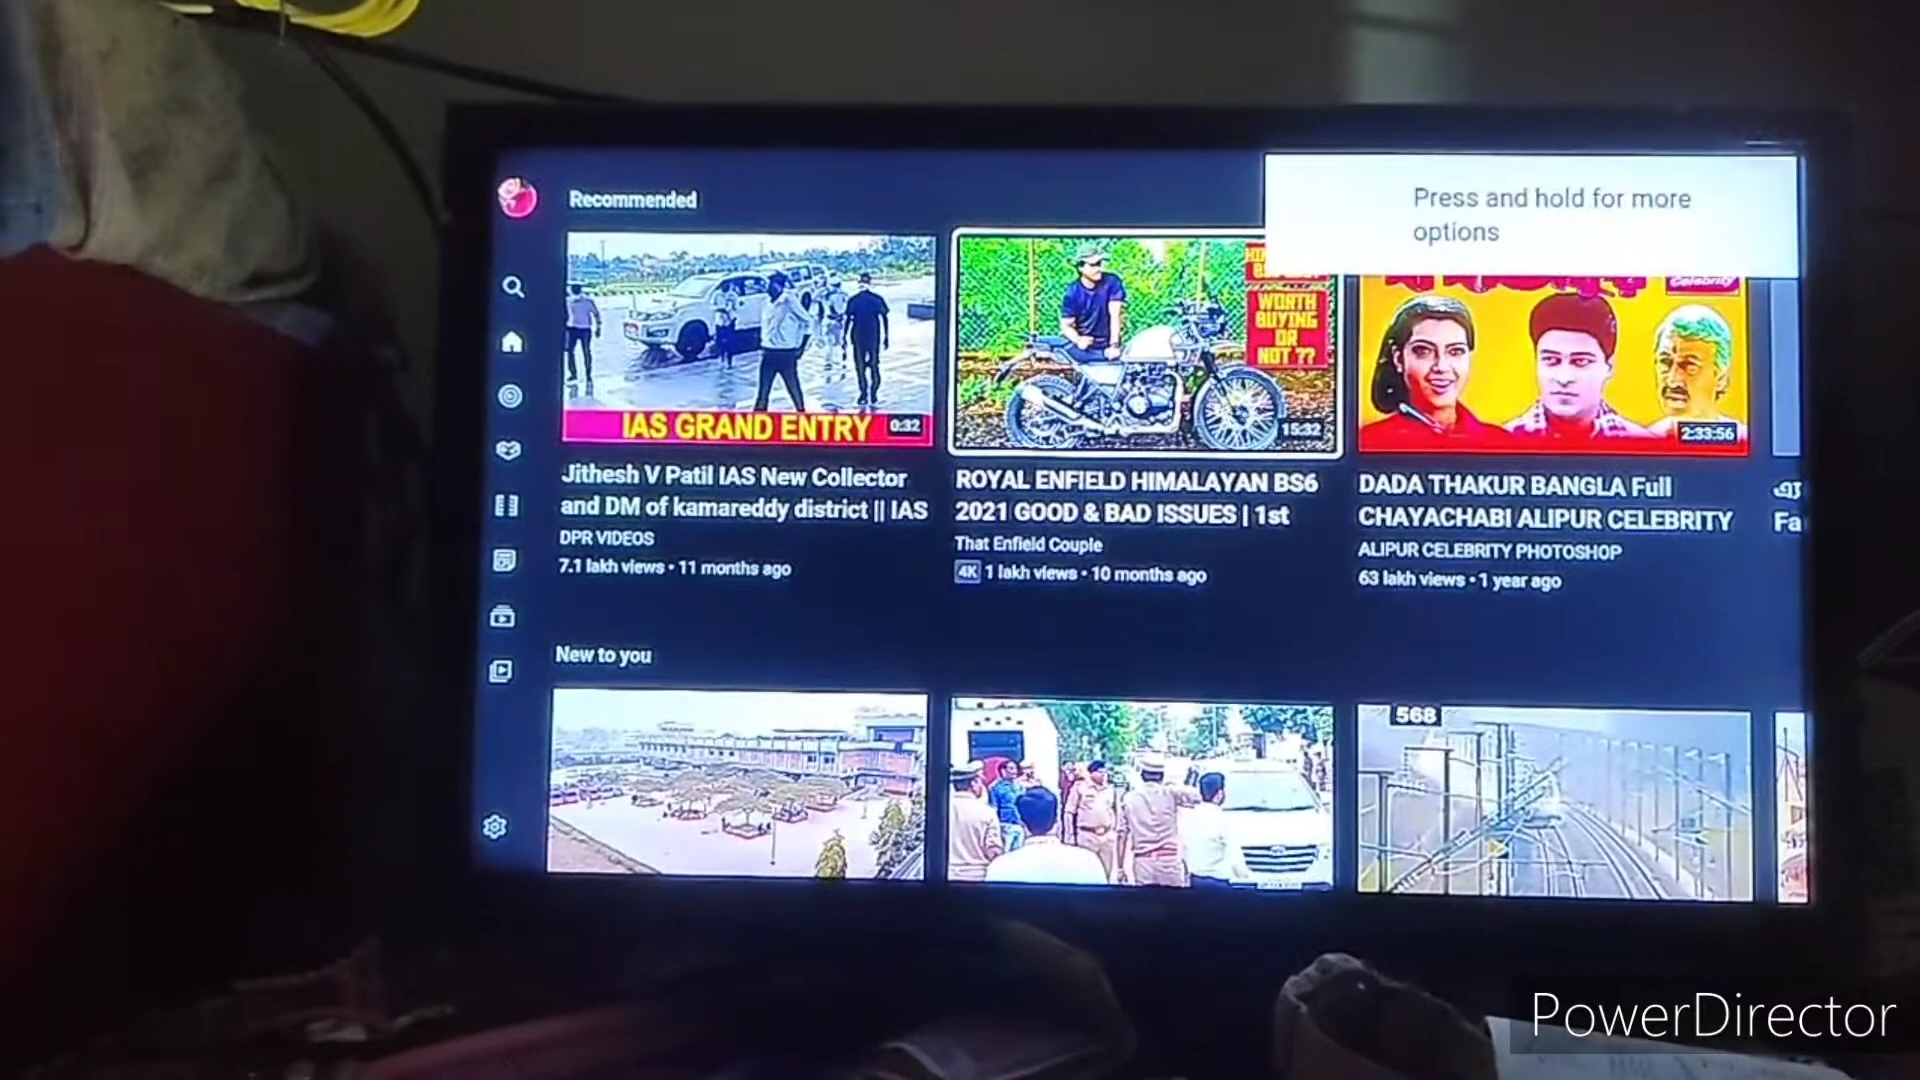 Recommended
Press and hold for more
options
WORTH
BUYING
OR
NOT ??
Celebrity
IAS GRAND ENTRY
0:32
15:32
2:33:56
Jithesh V Patil IAS New Collector
and DM of kamareddy district || IAS
DPR VIDEOS
7.1 lakh views • 11 months ago
ROYAL ENFIELD HIMALAYAN BS6
2021 GOOD & BAD ISSUES | 1st
That Enfield Couple
4K 1 lakh views • 10 months ago
DADA THAKUR BANGLA Full
CHAYACHABI ALIPUR CELEBRITY
ALIPUR CELEBRITY PHOTOSHOP
63 lakh views • 1 year ago
Fa
New to you
568
PowerDirector